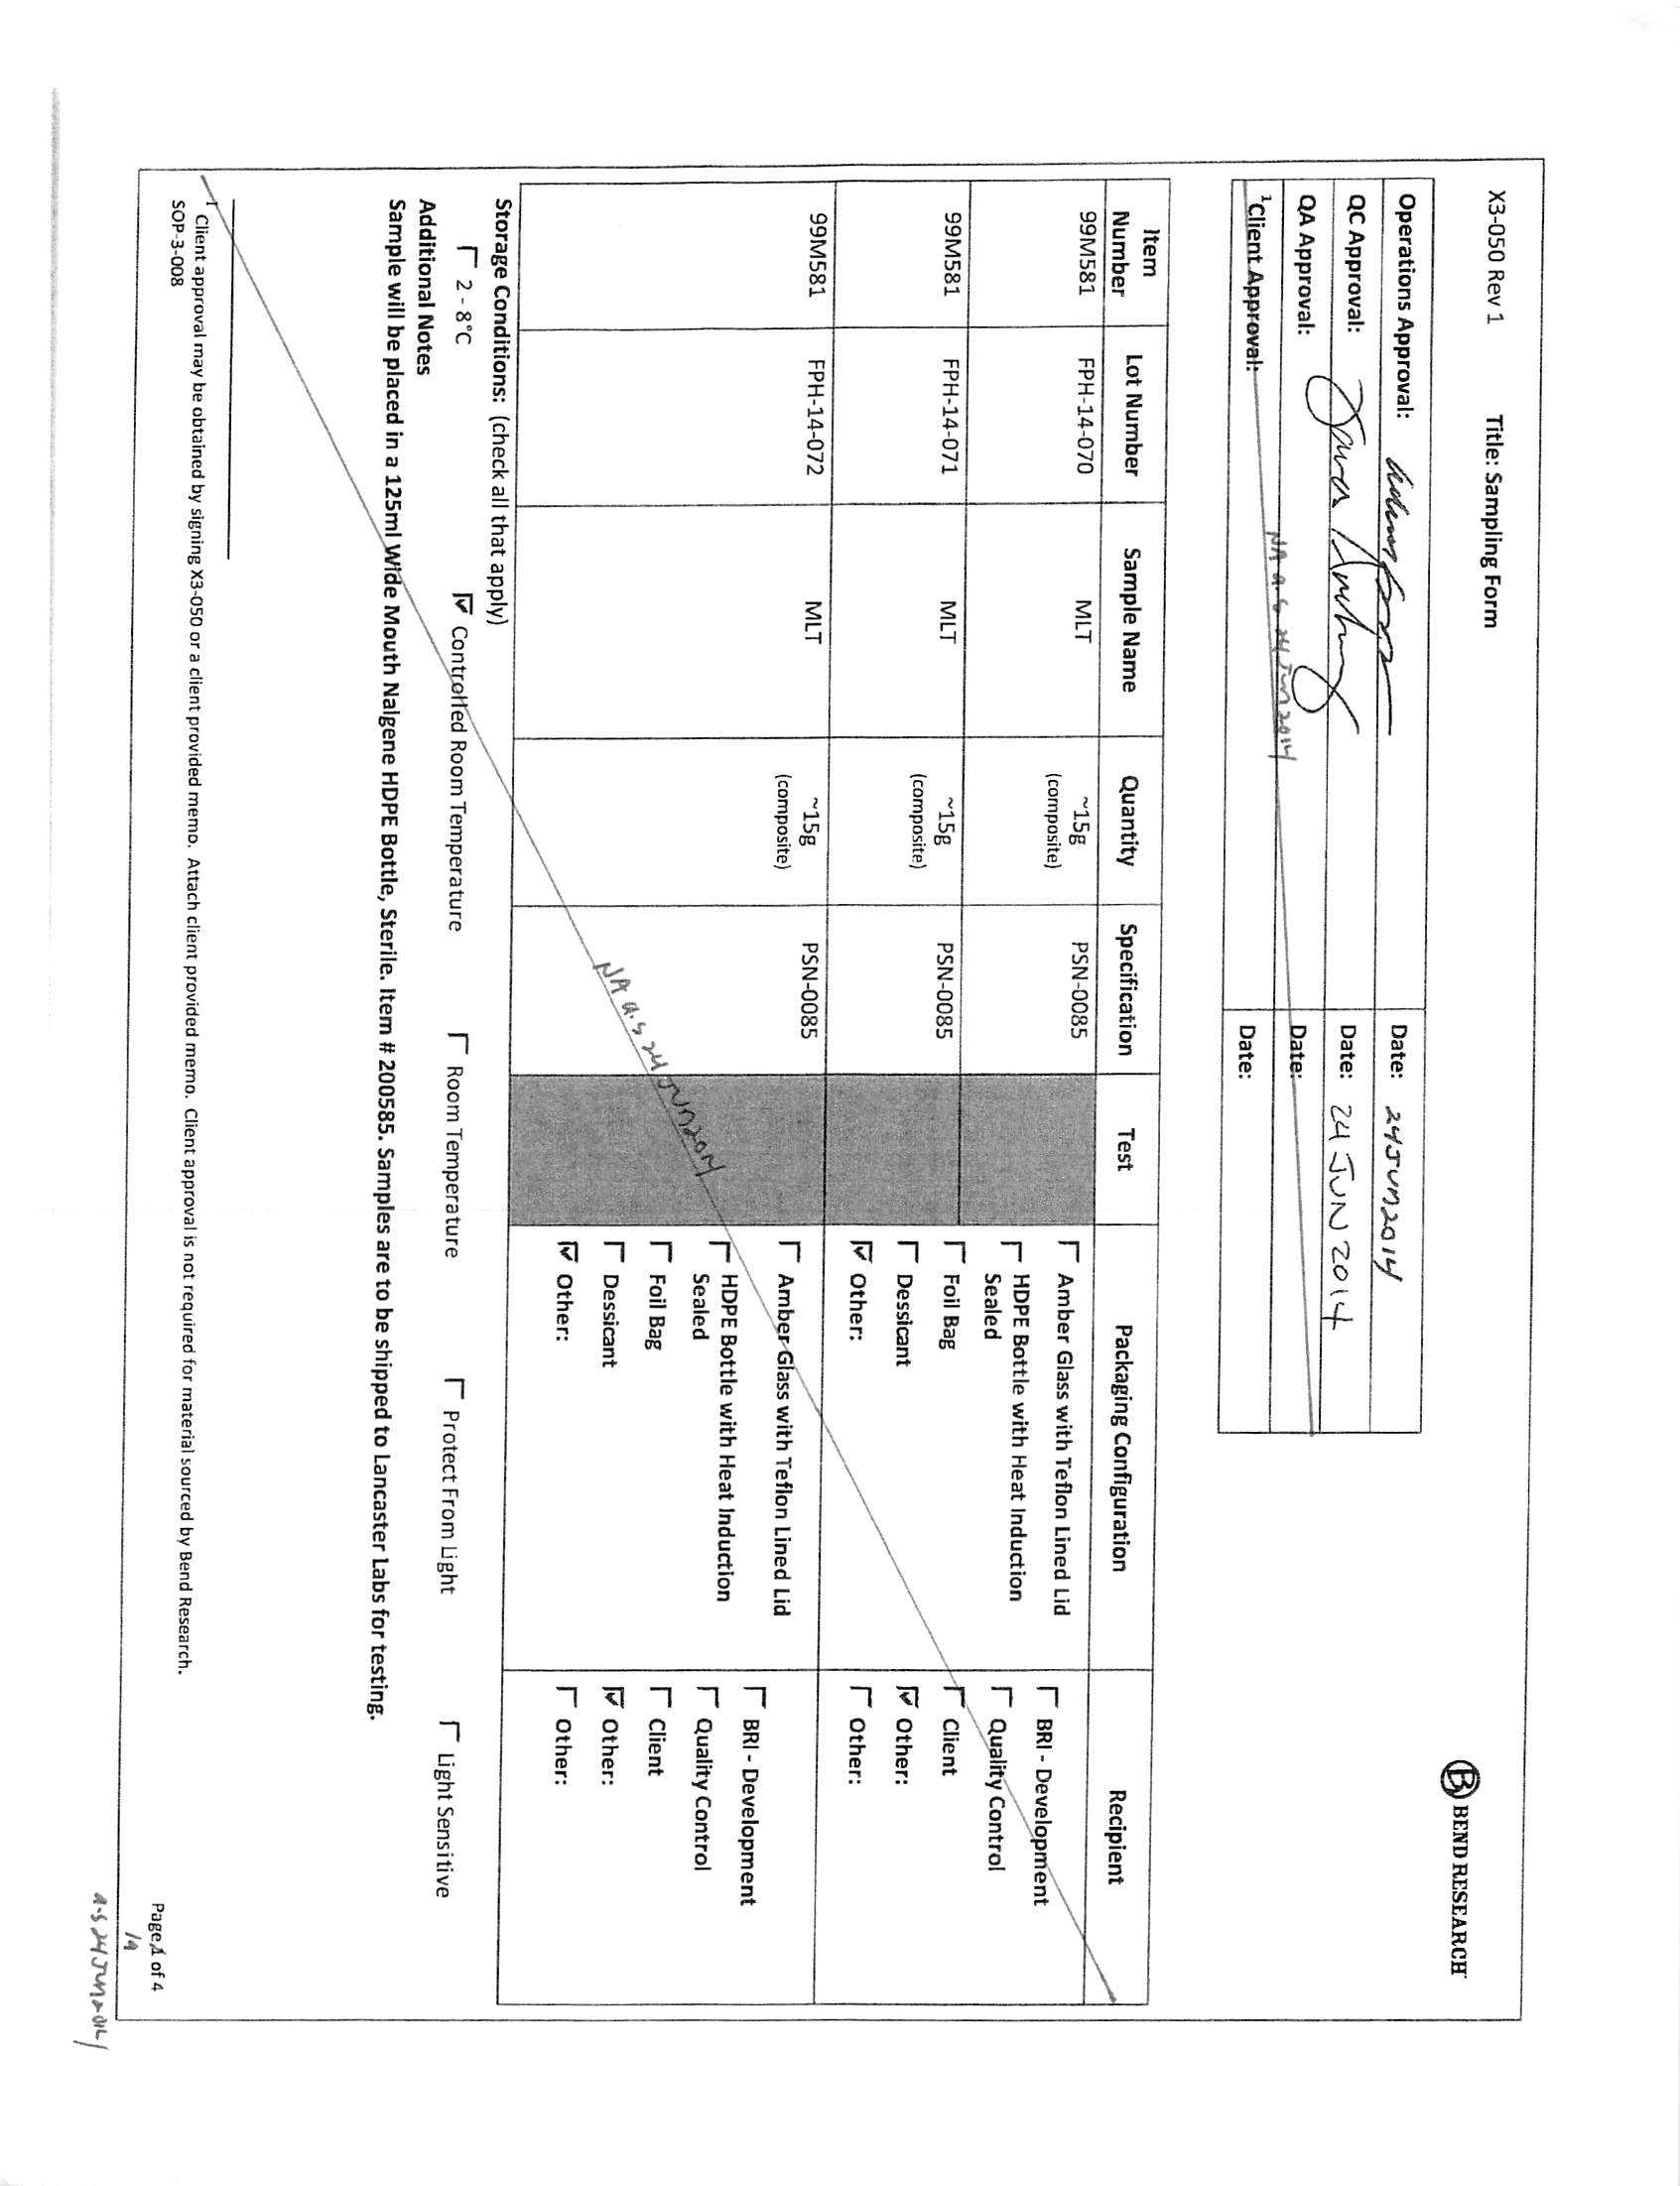 X3-050 Rev 1 Title: Sampling Form
BEND RESEARCH
Operations Approval: Date: 24JUN2014
QC Approval: Date: 24 JUN 2014
QA Approval: Date:
1Client Approval: NA a.s 24 JUN 2014 Date:
Item Number Lot Number Sample Name Quantity Specification Test Packaging Configuration Recipient
99M581 FPH-14-070 MLT ~15g (composite) PSN-0085
99M581 FPH-14-071 MLT ~15g (composite) PSN-0085
Amber Glass with Teflon Lined Lid
HDPE Bottle with Heat Induction Sealed
Foil Bag
Dessicant
Other:
BRI - Development
Quality Control
Client
Other:
Other:
99M581 FPH-14-072 MLT ~15g (composite) PSN-0085
Amber Glass with Teflon Lined Lid
HDPE Bottle with Heat Induction Sealed
Foil Bag
Dessicant
Other:
BRI - Development
Quality Control
Client
Other:
Other:
NA a.s 24 JUN 2014
Storage Conditions: (check all that apply)
2 - 8°C Controlled Room Temperature Room Temperature Protect From Light Light Sensitive
Additional Notes
Sample will be placed in a 125ml Wide Mouth Nalgene HDPE Bottle, Sterile. Item # 200585. Samples are to be shipped to Lancaster Labs for testing.
1 Client approval may be obtained by signing X3-050 or a client provided memo. Attach client provided memo. Client approval is not required for material sourced by Bend Research.
SOP-3-008
Page 1 of 4
a.s 24 JUN 2014